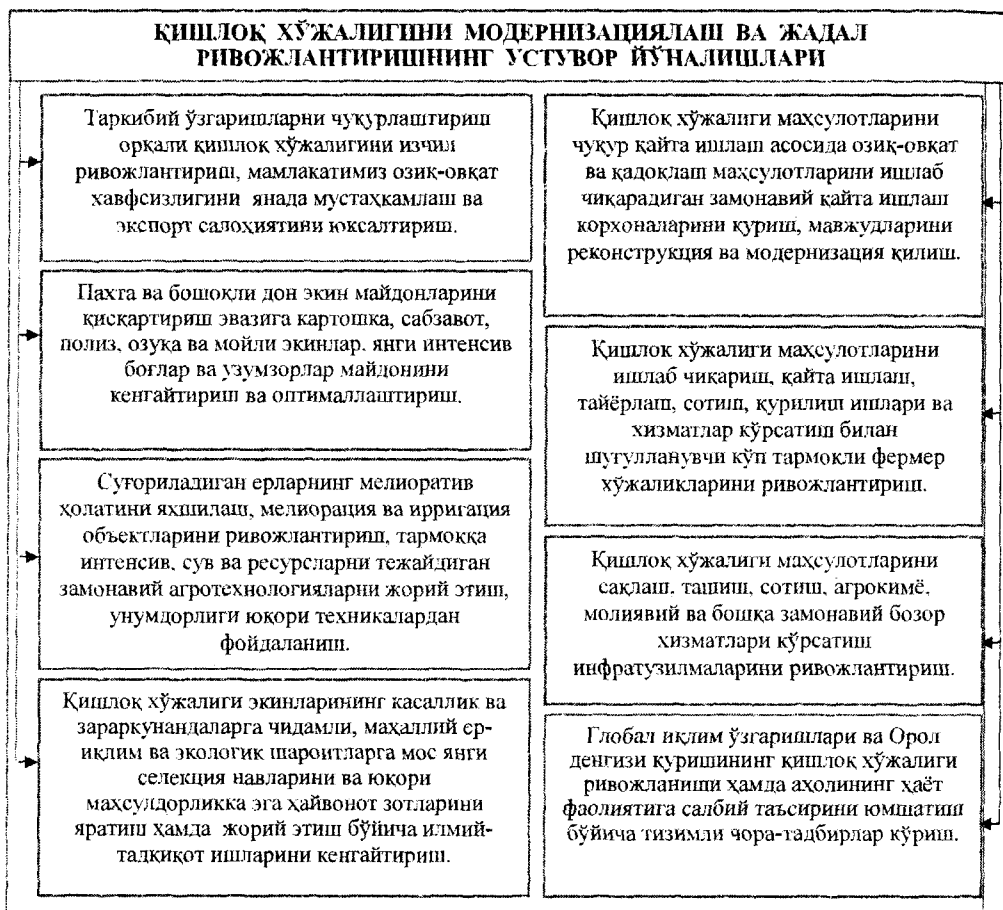 ҚИШЛОҚ ХЎЖАЛИГИНИ МОДЕРНИЗАЦИЯЛАШ ВА ЖАДАЛ
РИВОЖЛАНТИРИШНИНГ УСТУВОР ЙЎНАЛИШЛАРИ
Таркибий ўзгаришларни чуқурлаштириш
орқали қишлоқ хўжалигини изчил
ривожлантириш, мамлакатимиз озиқ-овқат
хавфсизлигини янада мустаҳкамлаш ва
экспорт салоҳиятини юксалтириш.
Пахта ва бошоқли дон экин майдонларини
қисқартириш эвазига картошка, сабзавот,
полиз, озуқа ва мойли экинлар, янги интенсив
боғлар ва узумзорлар майдонини
кенгайтириш ва оптималлаштириш.
Суғориладиган ерларнинг мелиоратив
ҳолатини яхшилаш, мелиорация ва ирригация
объектларини ривожлантириш, тармоққа
интенсив, сув ва ресурсларни тежайдиган
замонавий агротехнологияларни жорий этиш,
унумдорлиги юқори техникалардан
фойдаланиш.
Қишлоқ хўжалиги экинларининг касаллик ва
зараркунандаларга чидамли, маҳаллий ер-
иқлим ва экологик шароитларга мос янги
селекция навларини ва юқори
маҳсулдорликка эга ҳайвонот зотларини
яратиш ҳамда жорий этиш бўйича илмий-
тадқиқот ишларини кенгайтириш.
Қишлоқ хўжалиги маҳсулотларини
чуқур қайта ишлаш асосида озиқ-овқат
ва қадоқлаш маҳсулотларини ишлаб
чиқарадиган замонавий қайта ишлаш
корхоналарини қуриш, мавжудларини
реконструкция ва модернизация қилиш.
Қишлоқ хўжалиги маҳсулотларини
ишлаб чиқариш, қайта ишлаш,
тайёрлаш, сотиш, қурилиш ишлари ва
хизматлар кўрсатиш билан
шуғулланувчи кўп тармоқли фермер
хўжаликларини ривожлантириш.
Қишлоқ хўжалиги маҳсулотларини
сақлаш, ташиш, сотиш, агрокимё,
молиявий ва бошқа замонавий бозор
хизматлари кўрсатиш
инфратузилмаларини ривожлантириш.
Глобал иқлим ўзгаришлари ва Орол
денгизи қуришининг қишлоқ хўжалиги
ривожланиши ҳамда аҳолининг ҳаёт
фаолиятига салбий таъсирини юмшатиш
бўйича тизимли чора-тадбирлар кўриш.